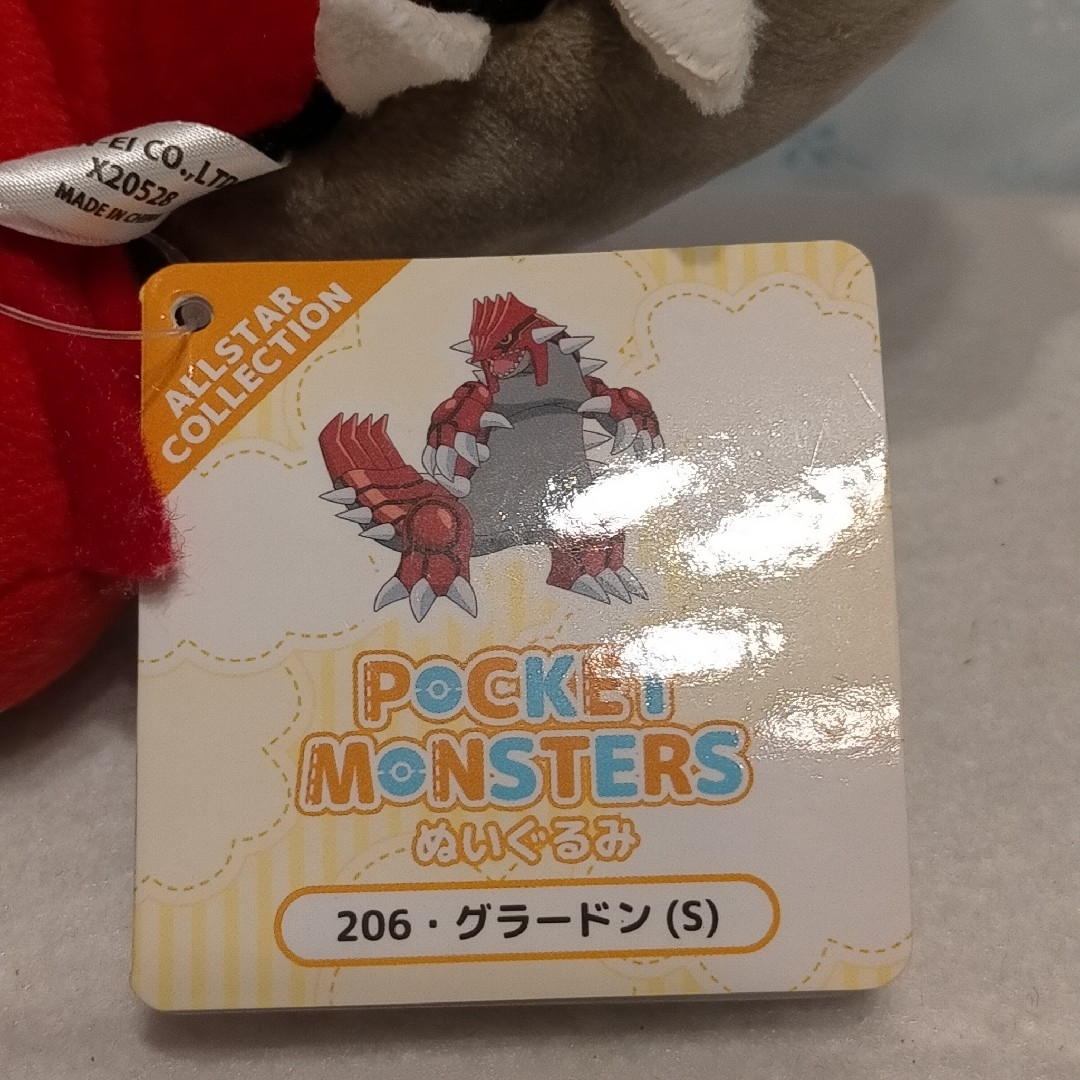 CO.,LTD
X20528
MADE IN
ALLSTAR
COLLECTION
POCKET
MONSTERS
ぬいぐるみ
206・グラードン(S)